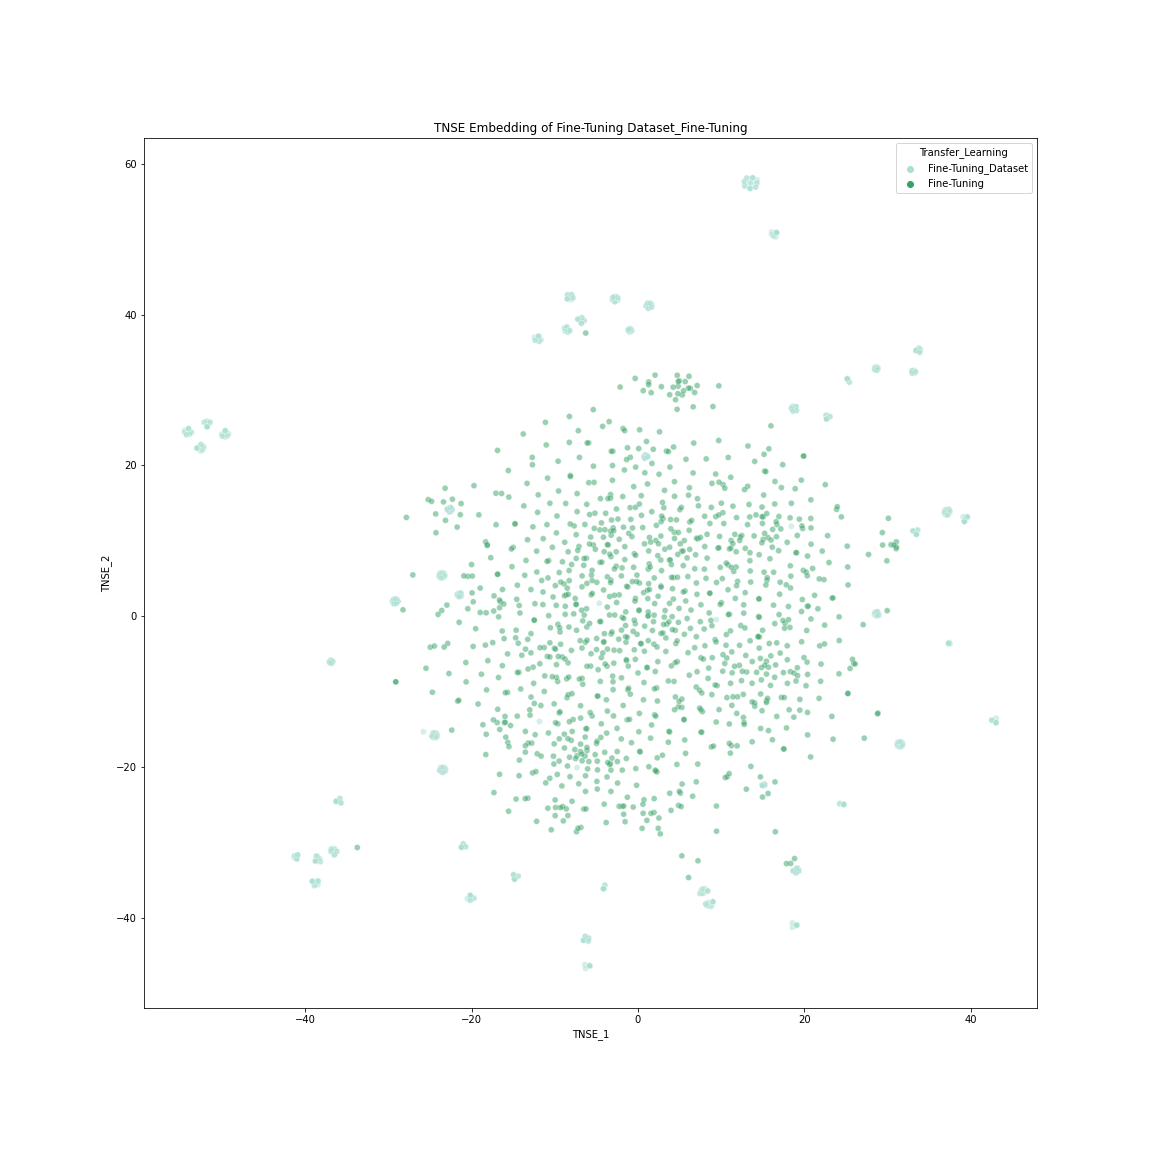 TNSE Embedding of Fine-Tuning Dataset_Fine-Tuning
Transfer_Learning
Fine-Tuning_Dataset
Fine-Tuning
60
40
20
0
−20
−40
TNSE_2
−40
−20
0
20
40
TNSE_1